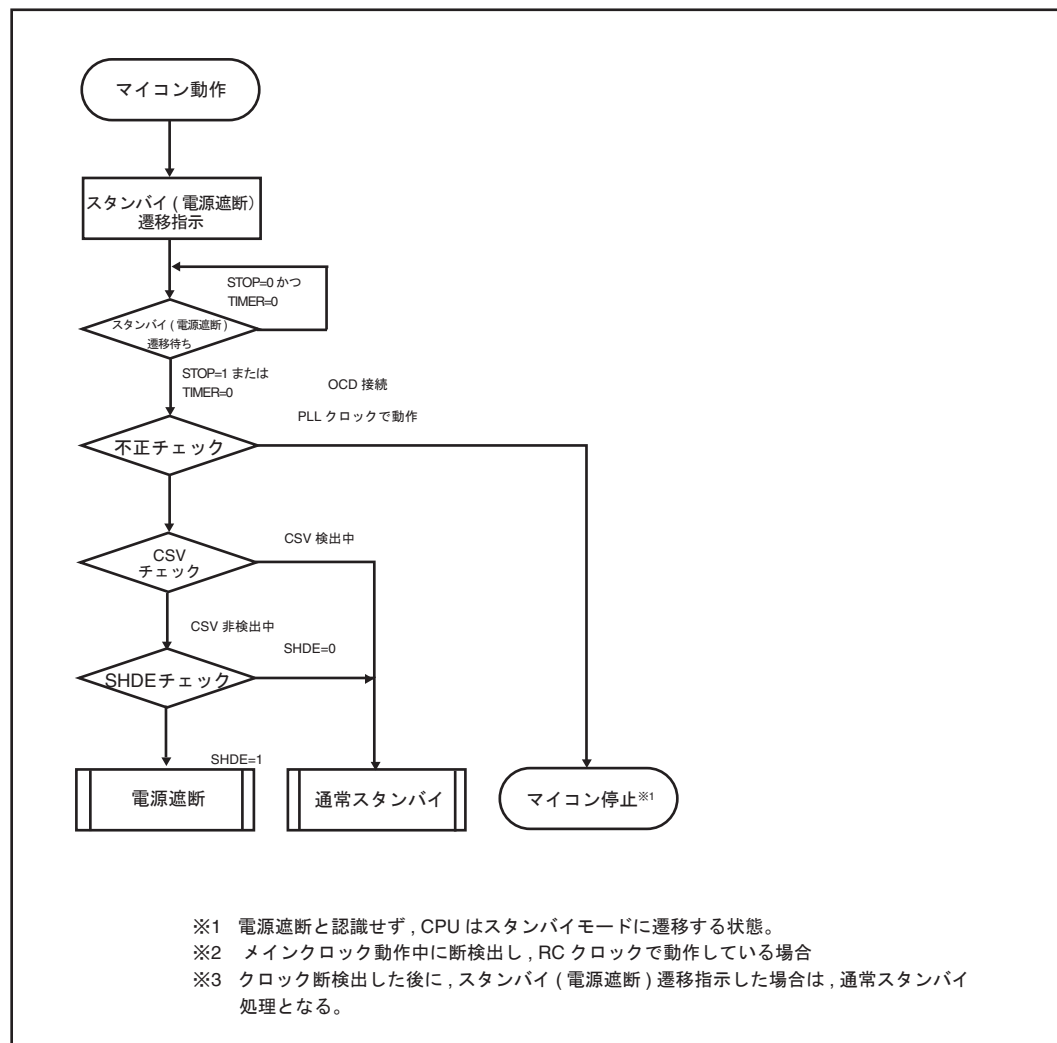 マイコン動作
スタンバイ ( 電源遮断）
遷移指示
STOP=0 かつ
TIMER=0
スタンバイ ( 電源遮断 )
遷移待ち
STOP=1 または
TIMER=0
OCD 接続
PLL クロックで動作
不正チェック
CSV 検出中
CSV
チェック
CSV 非検出中
SHDE=0
SHDEチェック
SHDE=1
電源遮断
通常スタンバイ
マイコン停止※1
※1 電源遮断と認識せず , CPU はスタンバイモードに遷移する状態。
※2 メインクロック動作中に断検出し , RC クロックで動作している場合
※3 クロック断検出した後に , スタンバイ ( 電源遮断 ) 遷移指示した場合は , 通常スタンバイ
処理となる。